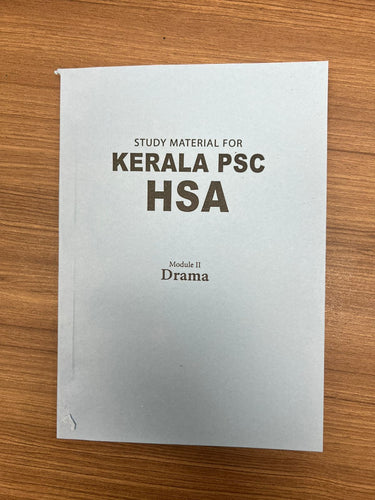 STUDY MATERIAL FOR
KERALA PSC
HSA
Module II
Drama